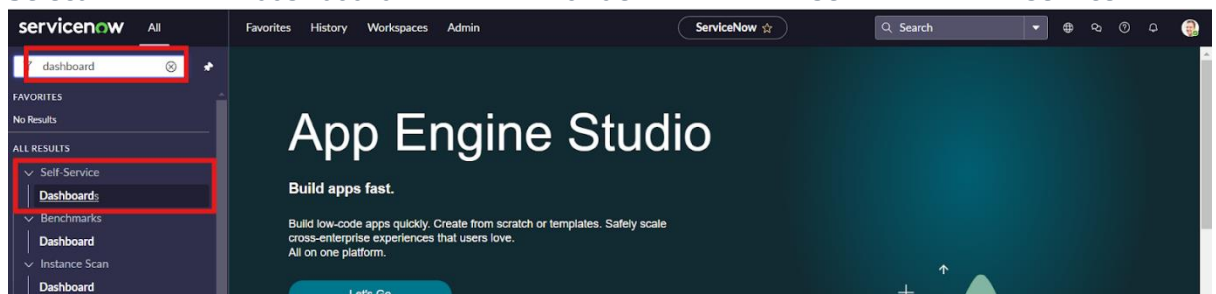 servicenow All Favorites History Workspaces Admin ServiceNow ☆ Search
dashboard
FAVORITES
No Results
ALL RESULTS
Self-Service
Dashboards
Benchmarks
Dashboard
Instance Scan
Dashboard
App Engine Studio
Build apps fast.
Build low-code apps quickly. Create from scratch or templates. Safely scale
cross-enterprise experiences that users love.
All on one platform.
Let's Go